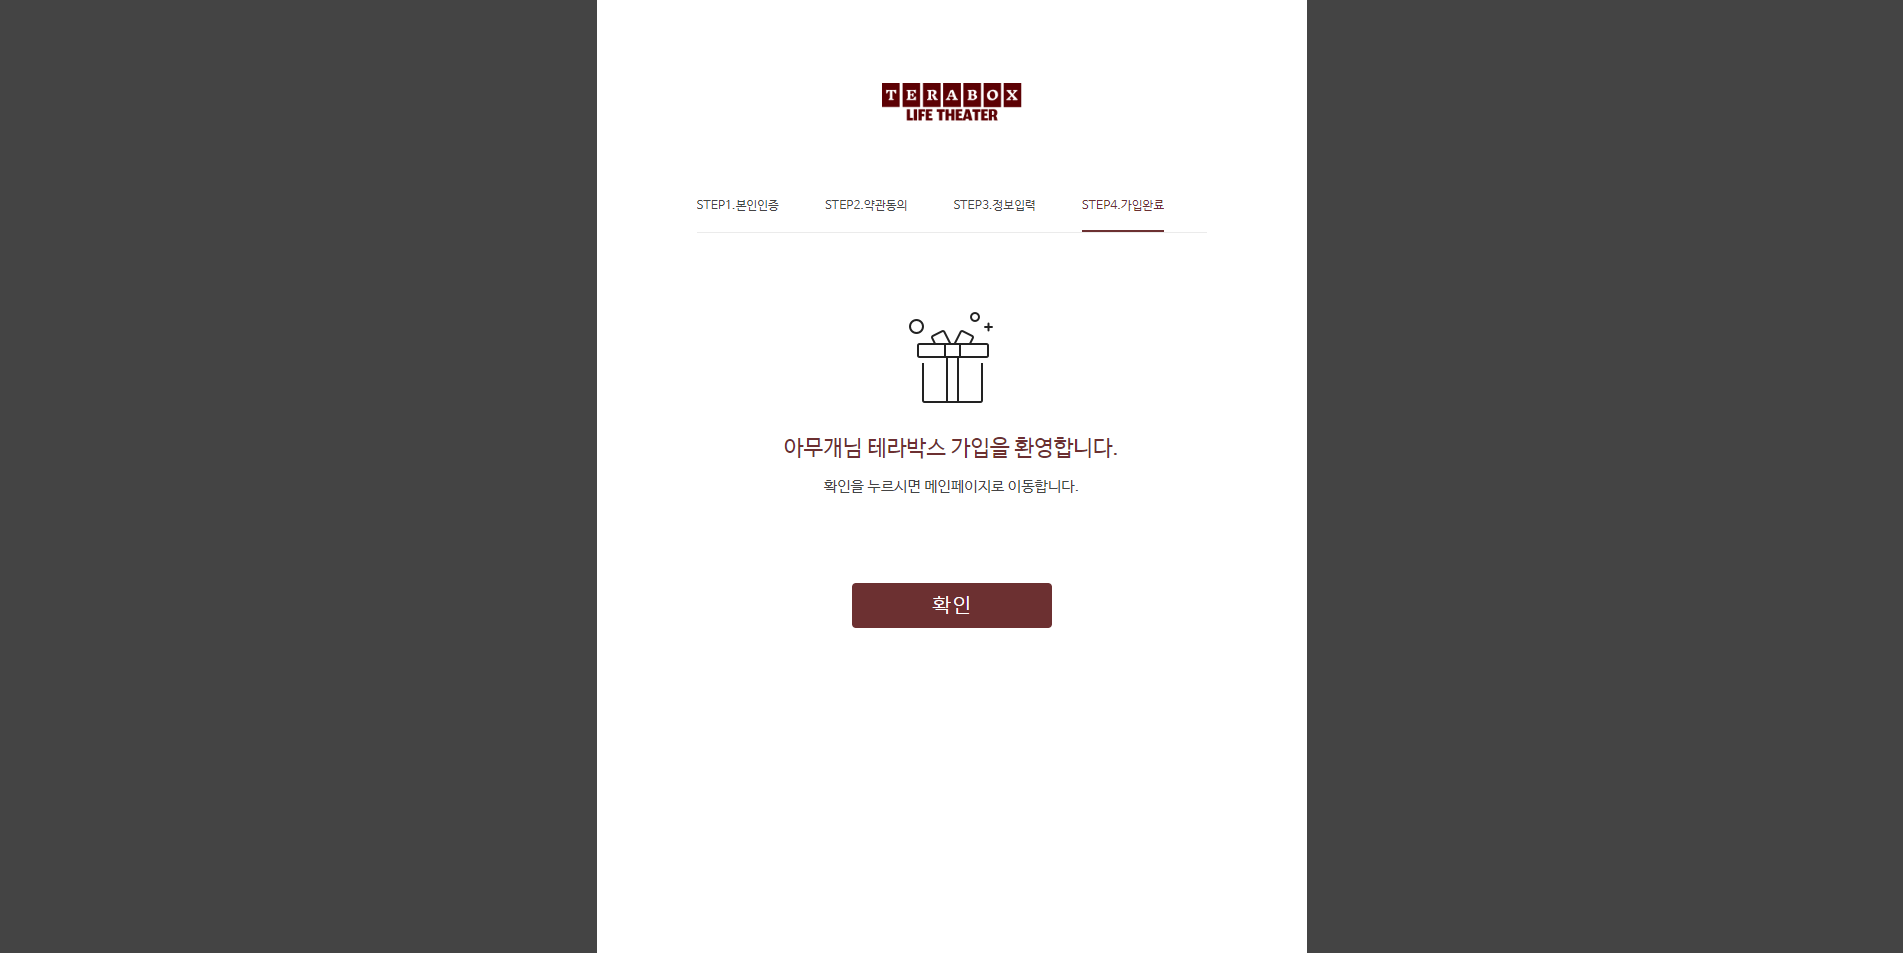 TERABOX
LIFE THEATER
STEP1.본인인증 STEP2.약관동의 STEP3.정보입력 STEP4.가입완료
아무개님 테라박스 가입을 환영합니다.
확인을 누르시면 메인페이지로 이동합니다.
확인